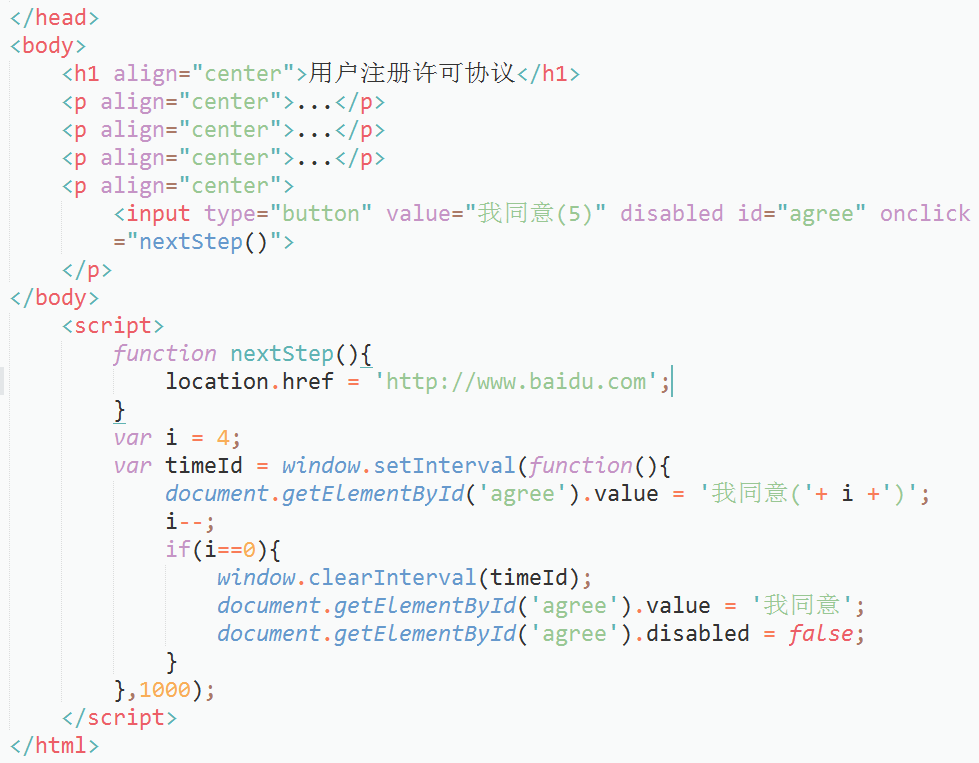 </head>
<body>
    <h1 align="center">用户注册许可协议</h1>
    <p align="center">...</p>
    <p align="center">...</p>
    <p align="center">...</p>
    <p align="center">
        <input type="button" value="我同意(5)" disabled id="agree" onclick
        ="nextStep()">
    </p>
</body>
    <script>
        function nextStep(){
            location.href = 'http://www.baidu.com';
        }
        var i = 4;
        var timeId = window.setInterval(function(){
            document.getElementById('agree').value = '我同意('+ i +')';
            i--;
            if(i==0){
                window.clearInterval(timeId);
                document.getElementById('agree').value = '我同意';
                document.getElementById('agree').disabled = false;
            }
        },1000);
    </script>
</html>